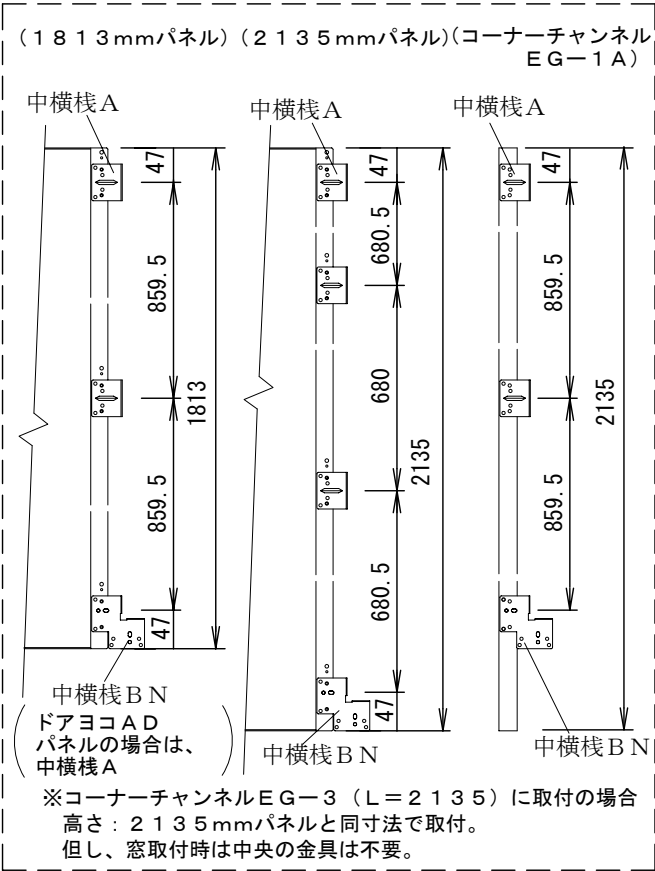 (1813mmパネル) (2135mmパネル) (コーナーチャンネル
EG-1A)
中横桟A
中横桟A
中横桟A
47
859.5
859.5
47
1813
47
680.5
680
680.5
47
2135
47
859.5
859.5
2135
中横桟BN
(ドアヨコAD
パネルの場合は、
中横桟A)
中横桟BN
中横桟BN
※コーナーチャンネルEG-3 (L=2135) に取付の場合
高さ:2135mmパネルと同寸法で取付。
但し、窓取付時は中央の金具は不要。